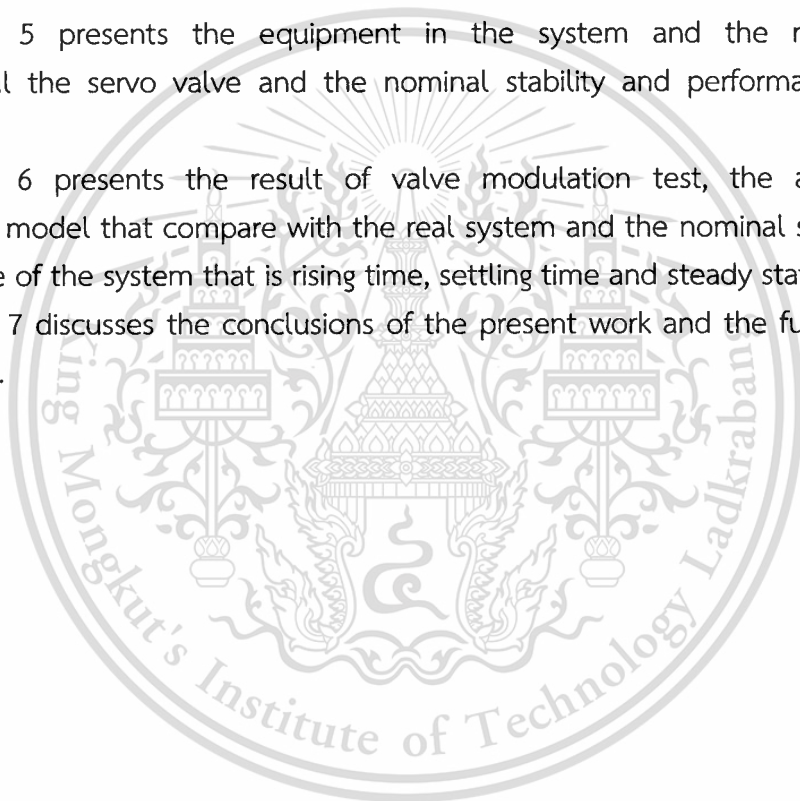 5 presents the equipment in the system and the
the servo valve and the nominal stability and
6 presents the result of valve modulation test, the
model that compare with the real system and the nominal
of the system that is rising time, settling time and steady
7 discusses the conclusions of the present work and the
King Mongkut's Institute of Technology Ladkrabang